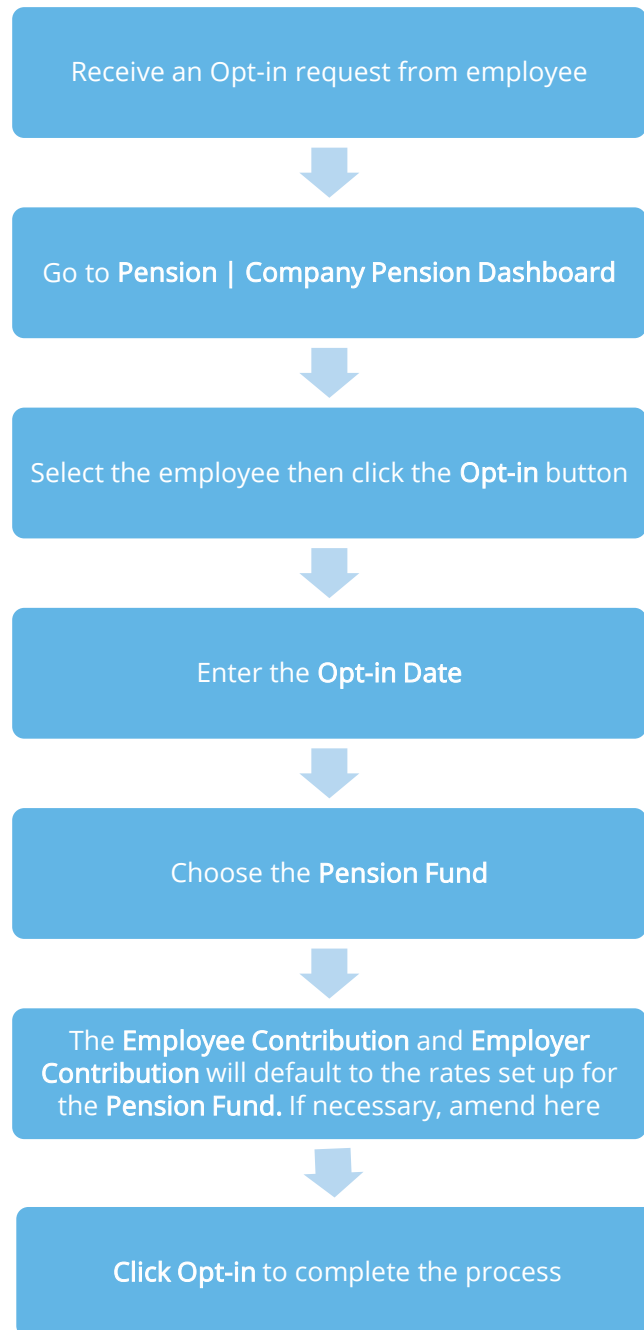 Receive an Opt-in request from employee
Go to Pension | Company Pension Dashboard
Select the employee then click the Opt-in button
Enter the Opt-in Date
Choose the Pension Fund
The Employee Contribution and Employer
Contribution will default to the rates set up for
the Pension Fund. If necessary, amend here
Click Opt-in to complete the process